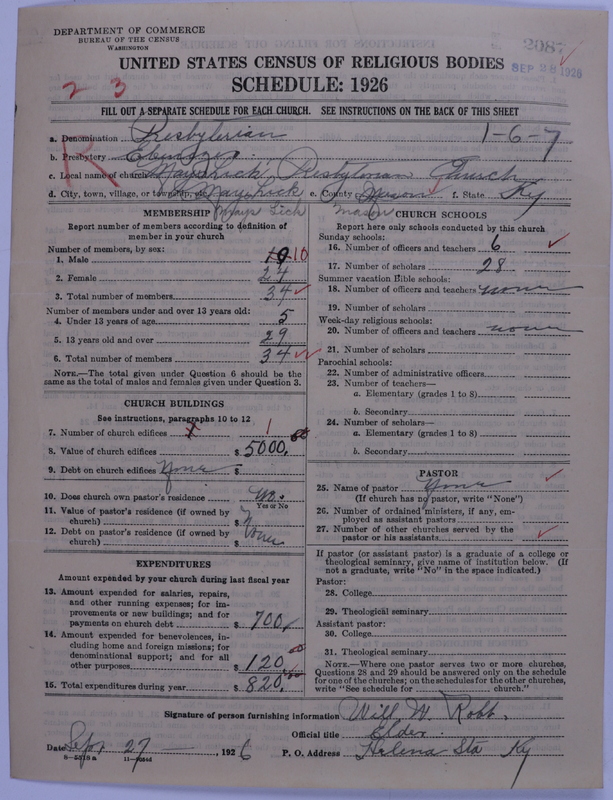 DEPARTMENT OF COMMERCE
BUREAU OF THE CENSUS
WASHINGTON
2087
SEP 28 1926
UNITED STATES CENSUS OF RELIGIOUS BODIES
SCHEDULE: 1926
2 3
FILL OUT A SEPARATE SCHEDULE FOR EACH CHURCH. SEE INSTRUCTIONS ON THE BACK OF THIS SHEET
R
a. Denomination Presbyterian 1-6-7
b. Presbytery Ebenezer
c. Local name of church Mayslick Presbyterian Church
d. City, town, village, or township, Mayslick e. County Mason f. State Ky
Mays Lick Mason
MEMBERSHIP
Report number of members according to definition of
member in your church
Number of members, by sex:
1. Male 10 10
2. Female 24
3. Total number of members 34
Number of members under and over 13 years old:
4. Under 13 years of age 5
5. 13 years old and over 29
6. Total number of members 34
NOTE.—The total given under Question 6 should be
same as the total of males and females given under Question 3.
CHURCH BUILDINGS
See instructions, paragraphs 10 to 12
7. Number of church edifices 1
8. Value of church edifices $ 5000.00
9. Debt on church edifices None $
10. Does church own pastor's residence No.
Yes or No
11. Value of pastor's residence (if owned by
church) $
12. Debt on pastor's residence (if owned by
church) $ None
EXPENDITURES
Amount expended by your church during last fiscal year
13. Amount expended for salaries, repairs,
and other running expenses; for im-
provements or new buildings; and for
payments on church debt $ 700
14. Amount expended for benevolences, in-
cluding home and foreign missions; for
denominational support; and for all
other purposes $ 120.00
15. Total expenditures during year $ 820.00
CHURCH SCHOOLS
Report here only schools conducted by this church
Sunday schools:
16. Number of officers and teachers 6
17. Number of scholars 28
Summer vacation Bible schools:
18. Number of officers and teachers none
19. Number of scholars
Week-day religious schools:
20. Number of officers and teachers none
21. Number of scholars
Parochial schools:
22. Number of administrative officers
23. Number of teachers—
a. Elementary (grades 1 to 8)
b. Secondary
24. Number of scholars—
a. Elementary (grades 1 to 8)
b. Secondary
PASTOR
25. Name of pastor None
(If church has no pastor, write "None")
26. Number of ordained ministers, if any, em-
ployed as assistant pastors
27. Number of other churches served by the
pastor or his assistants
If pastor (or assistant pastor) is a graduate of a college or
theological seminary, give name of institution below. (If
not a graduate, write "No" in the space indicated.)
Pastor:
28. College
29. Theological seminary
Assistant pastor:
30. College
31. Theological seminary
NOTE.—Where one pastor serves two or more churches,
Questions 28 and 29 should be answered only on the schedule
for one of the churches; on the schedules for the other churches,
write "See schedule for church."
Signature of person furnishing information Will W. Robb.
Official title Elder
Date Sept 27, 1926 P. O. Address Helena Sta Ky
8-5518 a